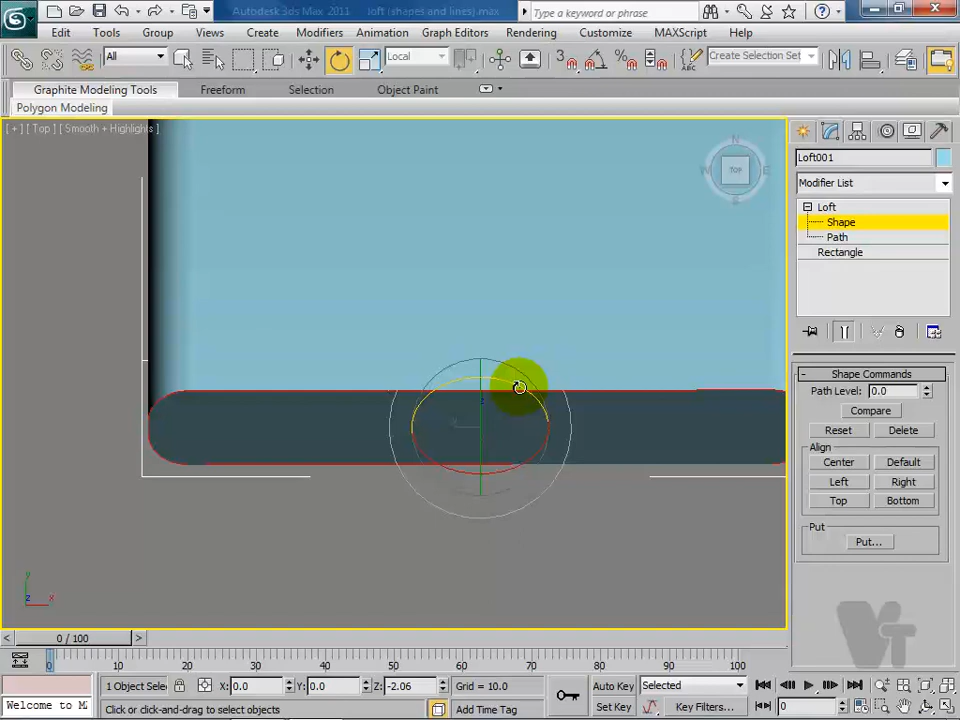 Autodesk 3ds Max 2011 loft (shapes and lines).max
Type a keyword or phrase
Edit Tools Group Views Create Modifiers Animation Graph Editors Rendering Customize MAXScript Help
All
Local
3
Create Selection Set
Graphite Modeling Tools Freeform Selection Object Paint
Polygon Modeling
[ + ] [ Top ] [ Smooth + Highlights ]
N
W TOP E
S
Loft001
Modifier List
Loft
Shape
Path
Rectangle
- Shape Commands
Path Level: 0.0
Compare
Reset Delete
Align
Center Default
Left Right
Top Bottom
Put
Put...
y
z x
VT
< 0 / 100 >
0 10 20 30 40 50 60 70 80 90 100
1 Object Selec
X: 0.0 Y: 0.0 Z: -2.06 Grid = 10.0
Auto Key Selected
Welcome to M
Click or click-and-drag to select objects
Add Time Tag
Set Key Key Filters... 0